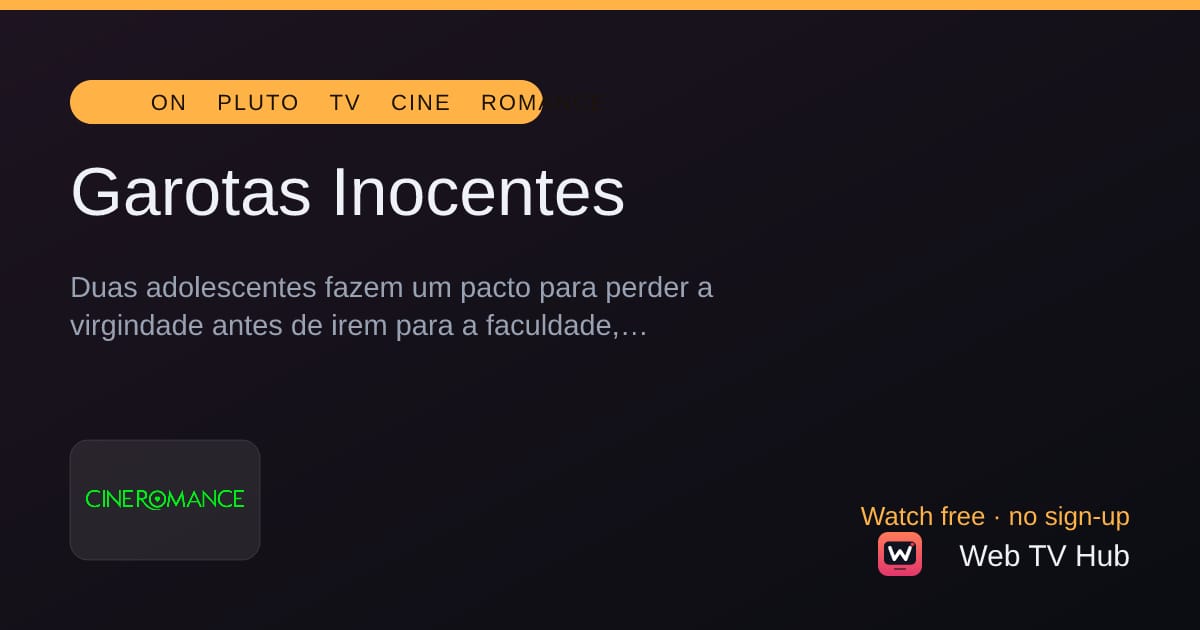 ON PLUTO TV CINE ROMANCE
Garotas Inocentes
Duas adolescentes fazem um pacto para perder a
virgindade antes de irem para a faculdade,…
CINEROMANCE
Watch free · no sign-up
W
Web TV Hub